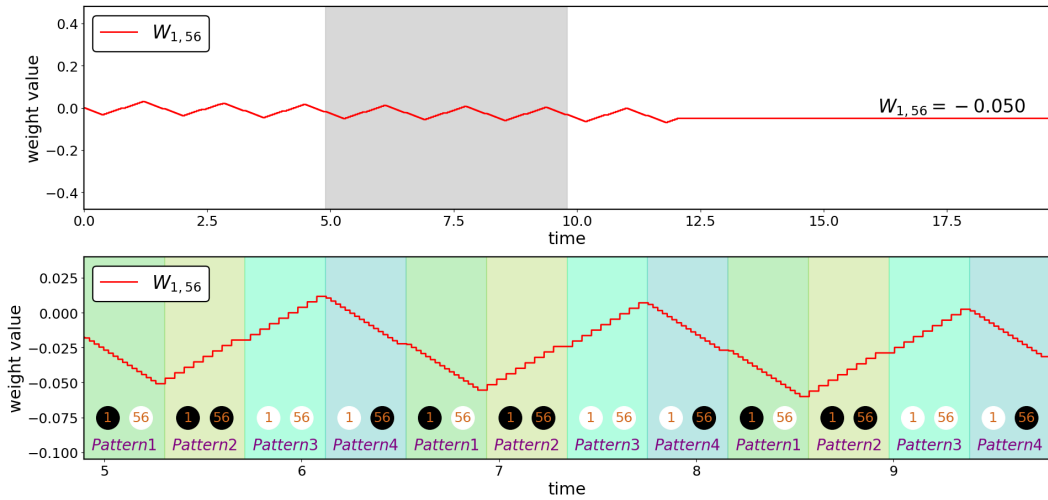 0.4
0.2
0.0
−0.2
−0.4
weight value
W1, 56
W1, 56 = − 0.050
0.0 2.5 5.0 7.5 10.0 12.5 15.0 17.5
time
0.025
0.000
−0.025
−0.050
−0.075
−0.100
weight value
W1, 56
1 56 1 56 1 56 1 56 1 56 1 56 1 56 1 56 1 56 1 56 1 56 1 56
Pattern1 Pattern2 Pattern3 Pattern4 Pattern1 Pattern2 Pattern3 Pattern4 Pattern1 Pattern2 Pattern3 Pattern4
5 6 7 8 9
time